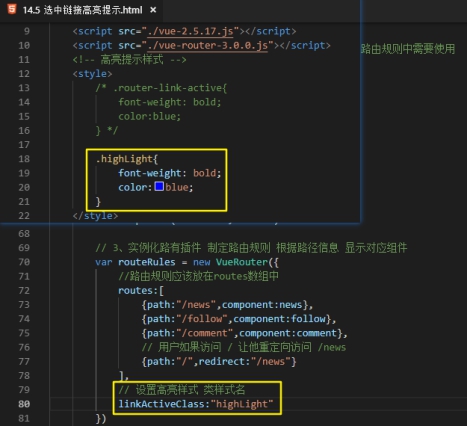 14.5 选中链接高亮提示.html ×
9 <script src="./vue-2.5.17.js"></script>
10 <script src="./vue-router-3.0.0.js"></script> 路由规则中需要使用
11 <!-- 高亮提示样式 -->
12 <style>
13 /* .router-link-active{
14 font-weight: bold;
15 color:blue;
16 } */
17
18 .highLight{
19 font-weight: bold;
20 color:blue;
21 }
22 </style>
68
69 // 3、实例化路有插件 制定路由规则 根据路径信息 显示对应组件
70 var routeRules = new VueRouter({
71 //路由规则应该放在routes数组中
72 routes:[
73 {path:"/news",component:news},
74 {path:"/follow",component:follow},
75 {path:"/comment",component:comment},
76 // 用户如果访问 / 让他重定向访问 /news
77 {path:"/",redirect:"/news"}
78 ],
79 // 设置高亮样式 类样式名
80 linkActiveClass:"highLight"
81 })